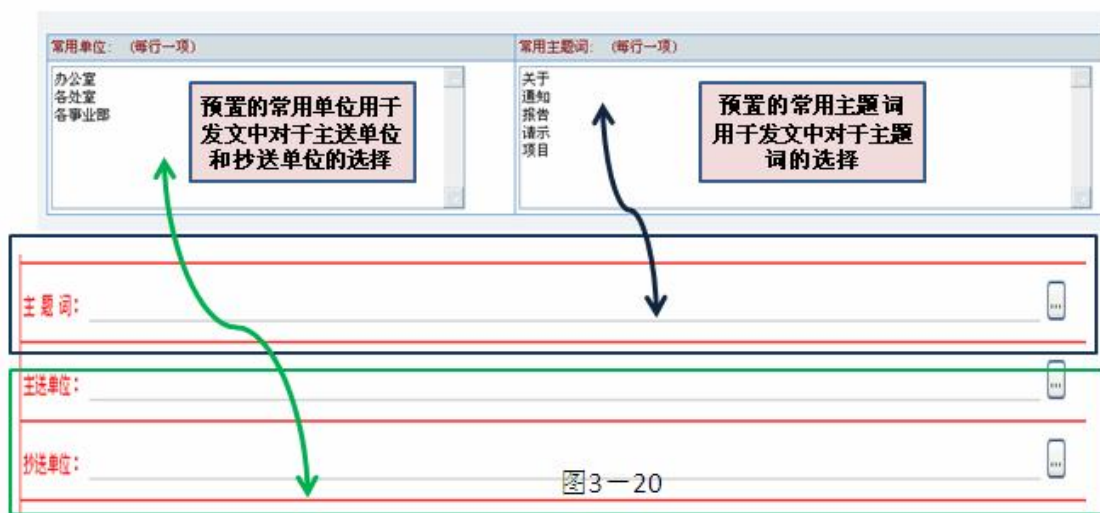 常用单位: (每行一项)
常用主题词: (每行一项)
办公室
各处室
各事业部
预置的常用单位用于
发文中对于主送单位
和抄送单位的选择
关于
通知
报告
请示
项目
预置的常用主题词
用于发文中对于主题
词的选择
主 题 词：
...
主送单位：
...
抄送单位：
...
图3－20